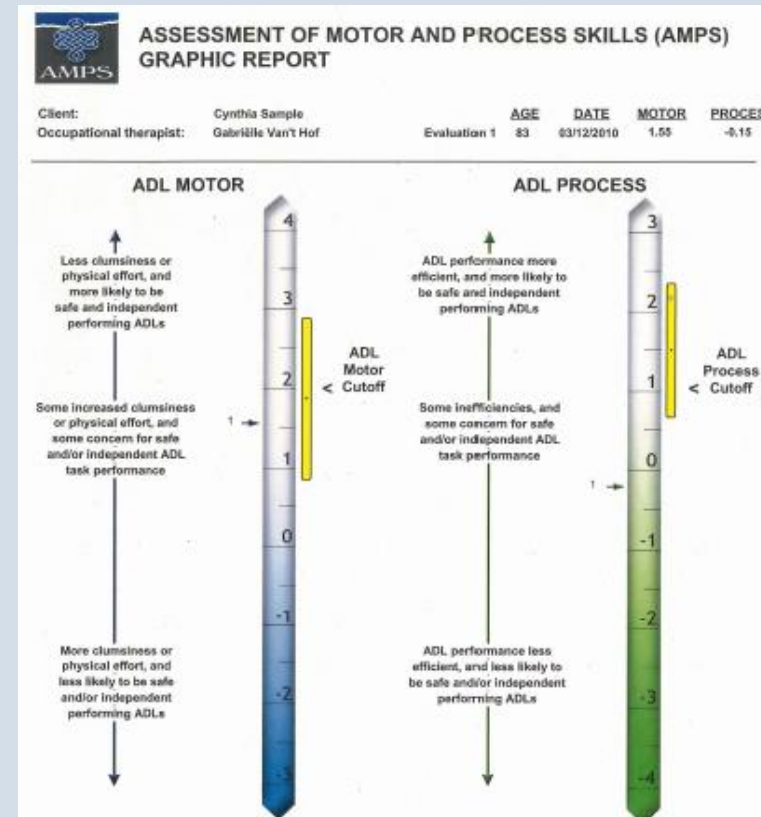 AMPS
ASSESSMENT OF MOTOR AND PROCESS SKILLS (AMPS)
GRAPHIC REPORT
AGE DATE MOTOR PROCES
Client: Cynthia Sample
Occupational therapist: Gabriëlle Van't Hof Evaluation 1 83 03/12/2010 1.55 -0.15
ADL MOTOR
Less clumsiness or
physical effort, and
more likely to be
safe and independent
performing ADLs
Some increased clumsiness
or physical effort, and
some concern for safe
and/or independent ADL
task performance
More clumsiness or
physical effort, and
less likely to be safe
and/or independent
performing ADLs
1
4
3
2
1
0
-1
-2
-3
ADL
Motor
< Cutoff
ADL PROCESS
ADL performance more
efficient, and more likely to
be safe and independent
performing ADLs
Some inefficiencies, and
some concern for safe
and/or independent ADL
task performance
ADL performance less
efficient, and less likely to
be safe and/or independent
performing ADLs
1
3
2
1
0
-1
-2
-3
-4
ADL
Process
< Cutoff